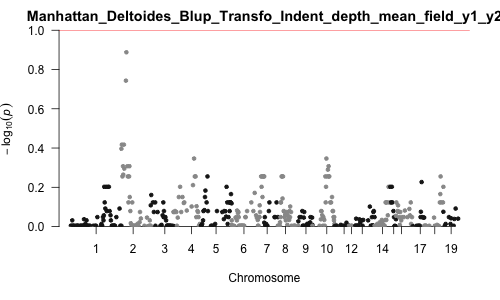 Manhattan_Deltoides_Blup_Transfo_Indent_depth_mean_field_y1_y2
1.0
0.8
0.6
0.4
0.2
0.0
−log10(p)
1 2 3 4 5 6 7 8 9 10 12 14 17 19
Chromosome